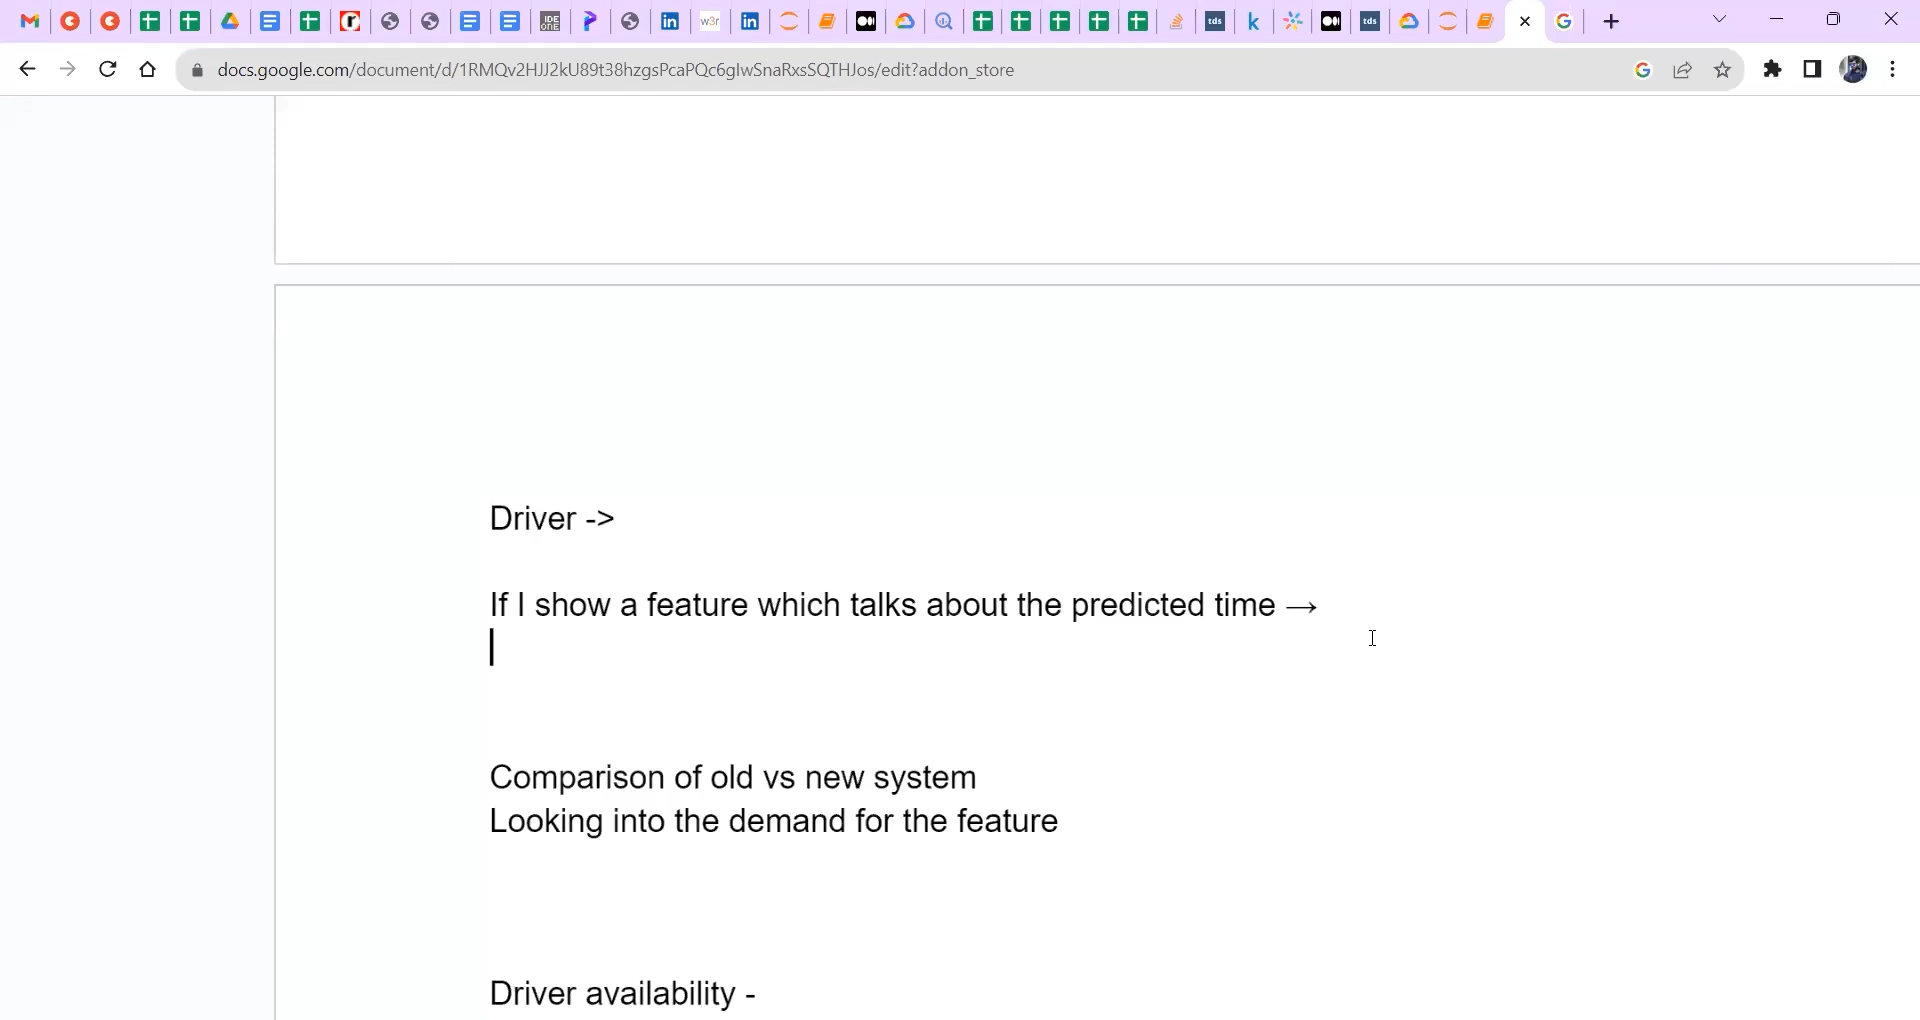 docs.google.com/document/d/1RMQv2HJJ2kU89t38hzgsPcaPQc6glwSnaRxsSQTHJos/edit?addon_store
Driver ->
If I show a feature which talks about the predicted time →
Comparison of old vs new system
Looking into the demand for the feature
Driver availability -